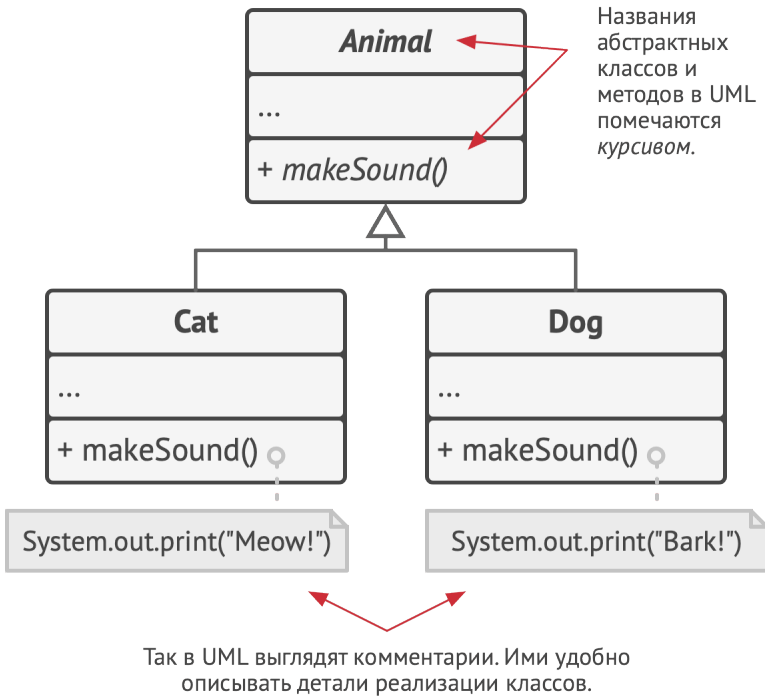 Animal
...
+ makeSound()
Названия
абстрактных
классов и
методов в UML
помечаются
курсивом.
Cat
...
+ makeSound()
System.out.print("Meow!")
Dog
...
+ makeSound()
System.out.print("Bark!")
Так в UML выглядят комментарии. Ими удобно
описывать детали реализации классов.